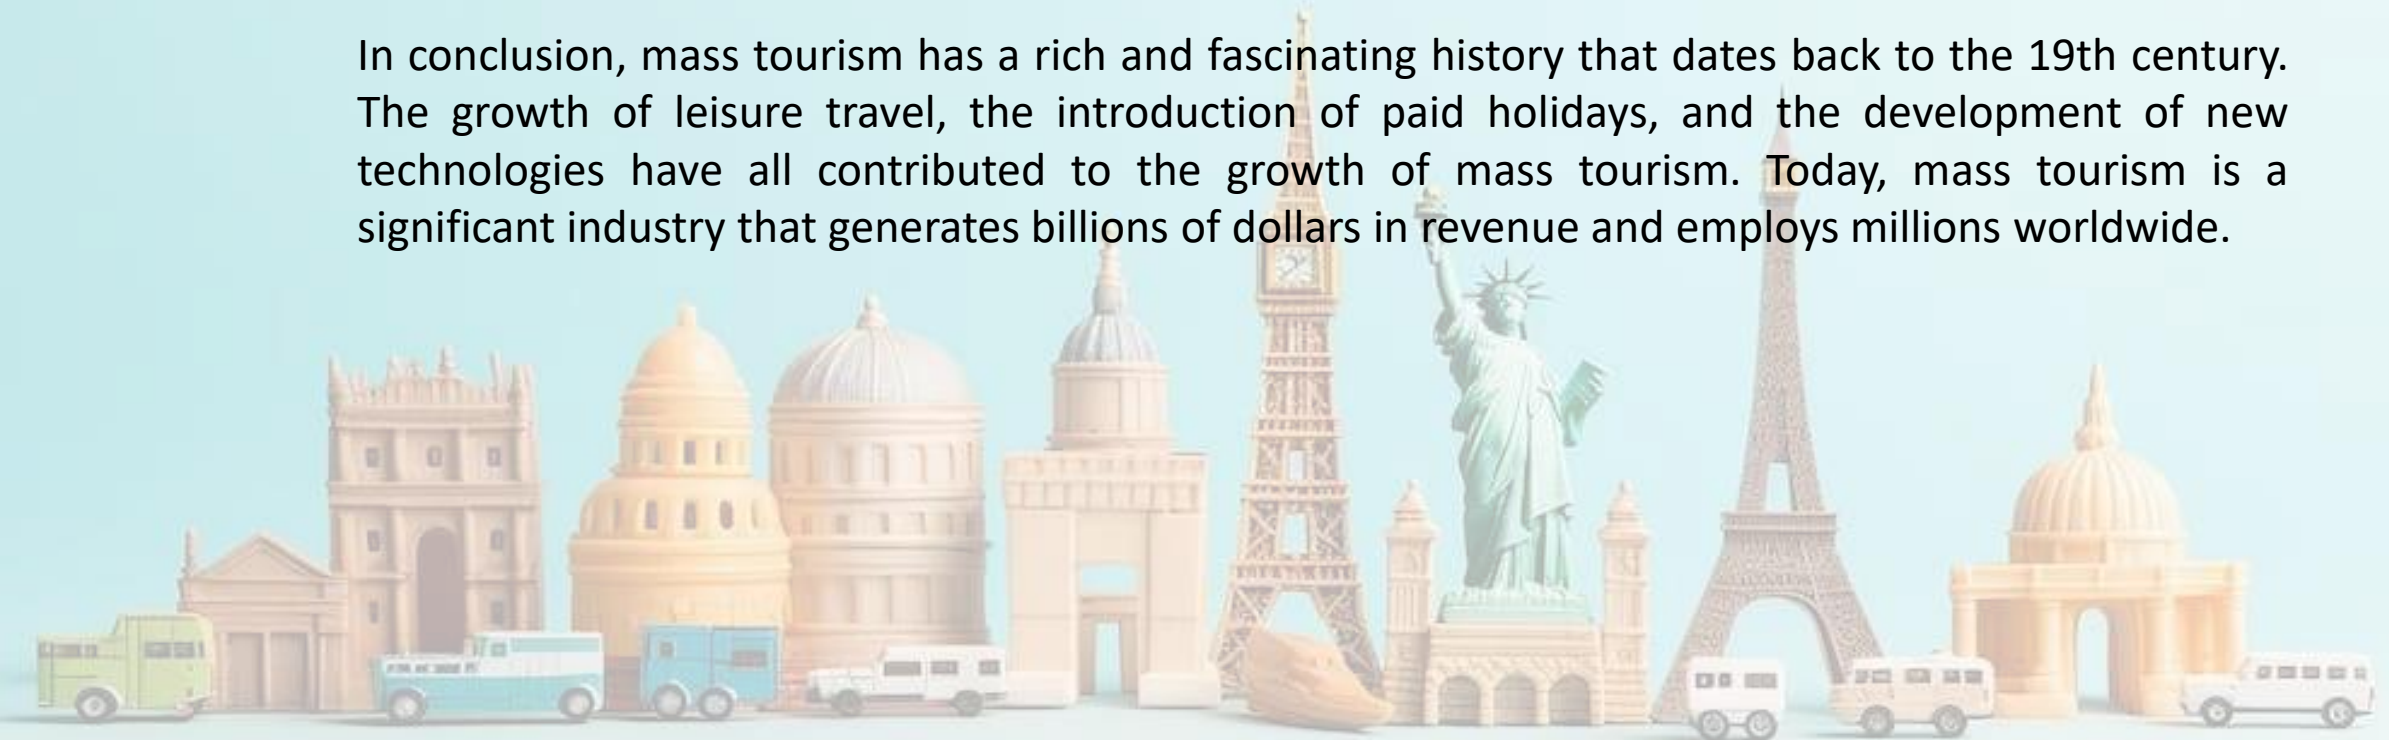 In conclusion, mass tourism has a rich and fascinating history that dates back to the 19th century.
The growth of leisure travel, the introduction of paid holidays, and the development of new
technologies have all contributed to the growth of mass tourism. Today, mass tourism is a
significant industry that generates billions of dollars in revenue and employs millions worldwide.